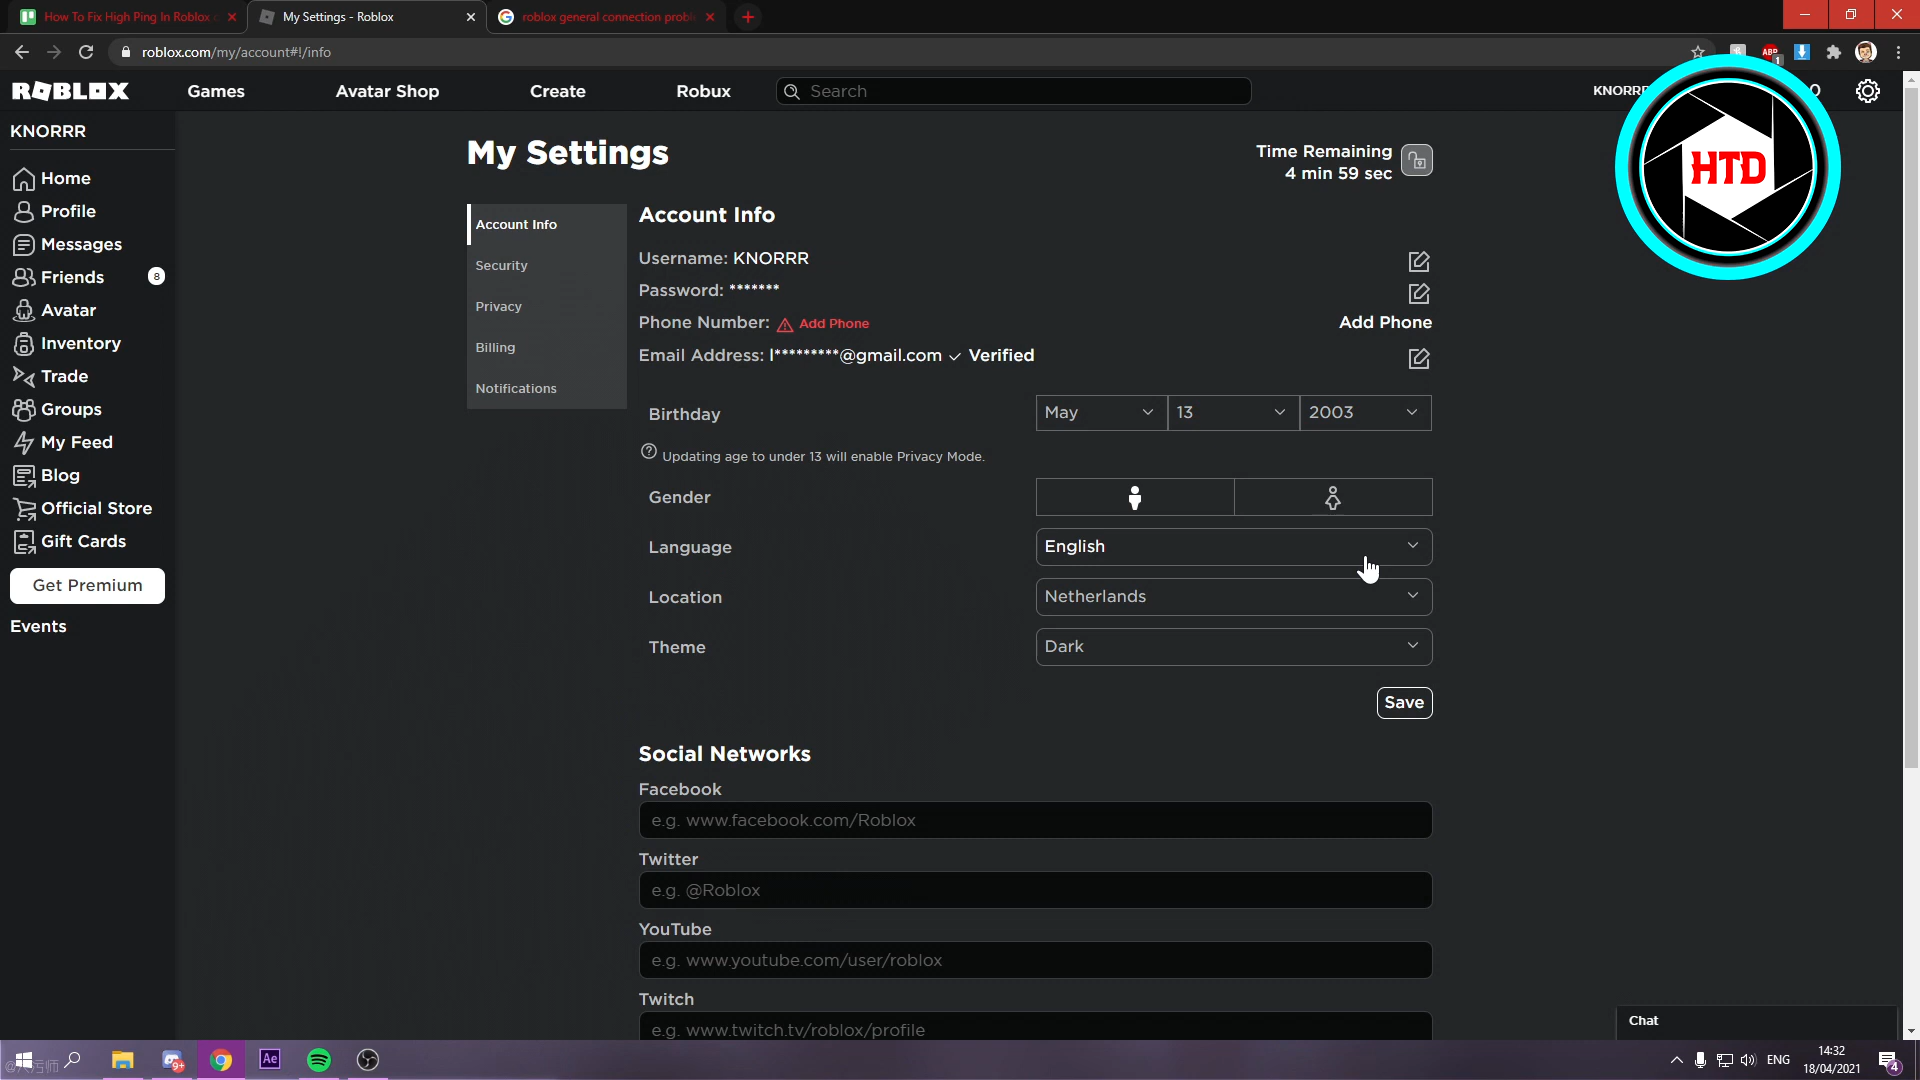 How To Fix High Ping In Roblox
My Settings - Roblox
roblox general connection probl
roblox.com/my/account#!/info
ABP
1
ROBLOX
Games
Avatar Shop
Create
Robux
Search
KNORRR
0
HTD
KNORRR
Home
Profile
Messages
Friends
8
Avatar
Inventory
Trade
Groups
My Feed
Blog
Official Store
Gift Cards
Get Premium
Events
My Settings
Time Remaining
4 min 59 sec
Account Info
Security
Privacy
Billing
Notifications
Account Info
Username: KNORRR
Password: *******
Phone Number: Add Phone
Add Phone
Email Address: l*********@gmail.com ✓ Verified
Birthday
May
13
2003
Updating age to under 13 will enable Privacy Mode.
Gender
Language
English
Location
Netherlands
Theme
Dark
Save
Social Networks
Facebook
e.g. www.facebook.com/Roblox
Twitter
e.g. @Roblox
YouTube
e.g. www.youtube.com/user/roblox
Twitch
e.g. www.twitch.tv/roblox/profile
Chat
9+
Ae
ENG
14:32
18/04/2021
4